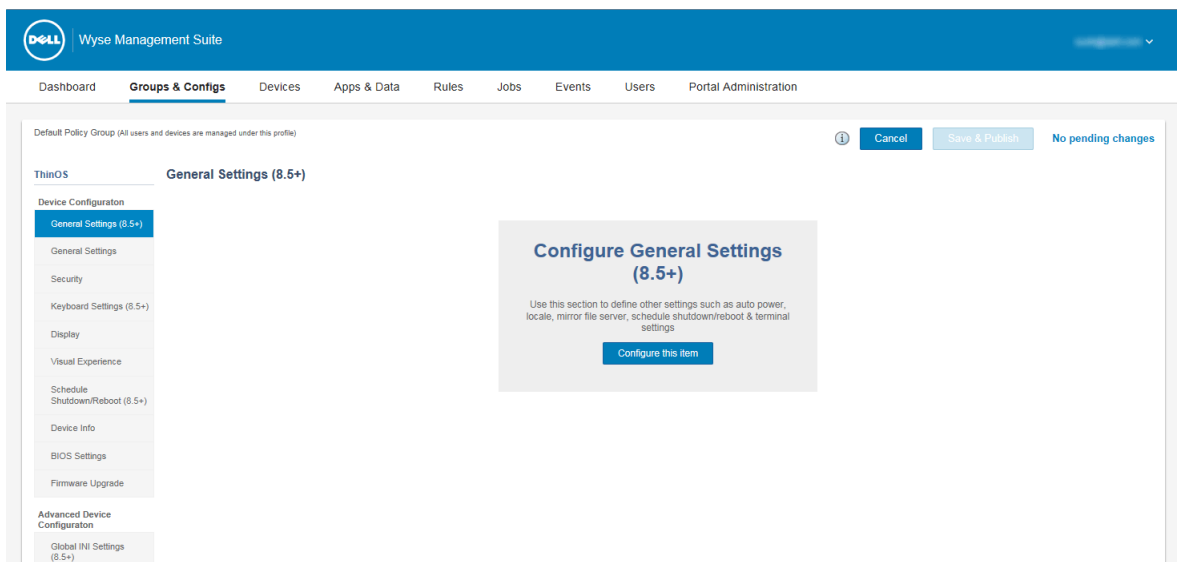 DELL
Wyse Management Suite
Dashboard
Groups & Configs
Devices
Apps & Data
Rules
Jobs
Events
Users
Portal Administration
Default Policy Group (All users and devices are managed under this profile)
i
Cancel
Save & Publish
No pending changes
ThinOS
General Settings (8.5+)
Device Configuraton
General Settings (8.5+)
General Settings
Security
Keyboard Settings (8.5+)
Display
Visual Experience
Schedule
Shutdown/Reboot (8.5+)
Device Info
BIOS Settings
Firmware Upgrade
Advanced Device
Configuraton
Global INI Settings
(8.5+)
Configure General Settings
(8.5+)
Use this section to define other settings such as auto power,
locale, mirror file server, schedule shutdown/reboot & terminal
settings
Configure this item